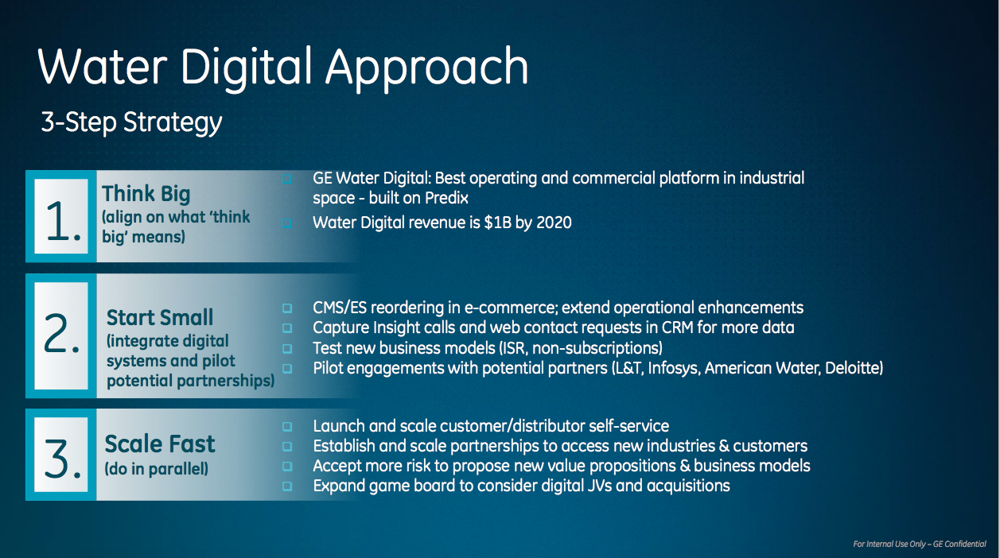 Water Digital Approach
3-Step Strategy
1.
Think Big
(align on what ‘think
big’ means)
GE Water Digital: Best operating and commercial platform in industrial
space - built on Predix
Water Digital revenue is $1B by 2020
2.
Start Small
(integrate digital
systems and pilot
potential partnerships)
CMS/ES reordering in e-commerce; extend operational enhancements
Capture Insight calls and web contact requests in CRM for more data
Test new business models (ISR, non-subscriptions)
Pilot engagements with potential partners (L&T, Infosys, American Water, Deloitte)
3.
Scale Fast
(do in parallel)
Launch and scale customer/distributor self-service
Establish and scale partnerships to access new industries & customers
Accept more risk to propose new value propositions & business models
Expand game board to consider digital JVs and acquisitions
For Internal Use Only – GE Confidential